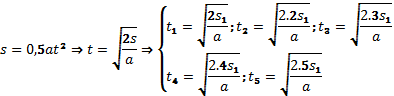 s = 0,5at² ⇒ t = √(2s/a) ⇒ { t₁ = √(2s₁/a); t₂ = √(2.2s₁/a); t₃ = √(2.3s₁/a)
t₄ = √(2.4s₁/a); t₅ = √(2.5s₁/a)